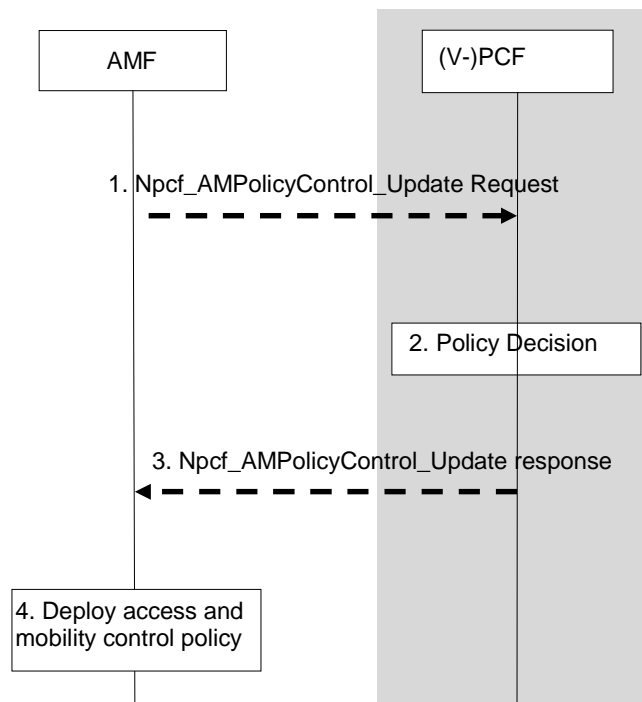 AMF
(V-)PCF
1. Npcf_AMPolicyControl_Update Request
2. Policy Decision
3. Npcf_AMPolicyControl_Update response
4. Deploy access and
mobility control policy